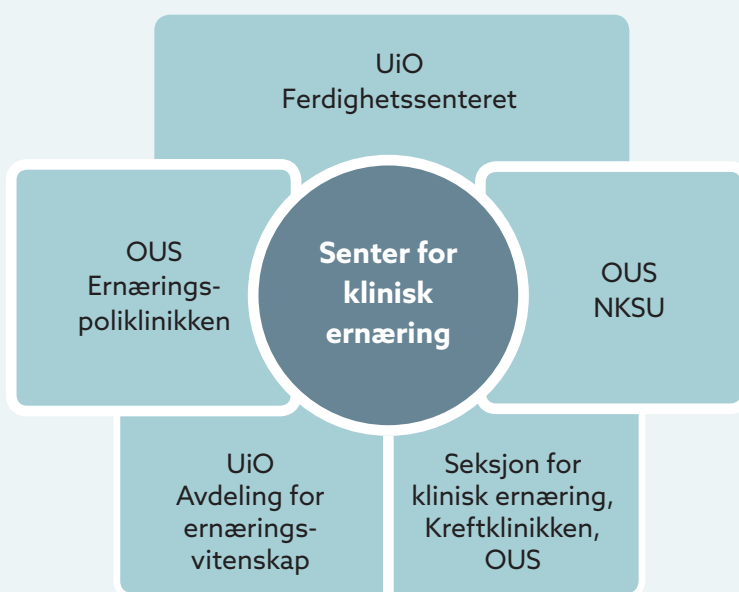 UiO
Ferdighetssenteret
OUS
Ernærings-
poliklinikken
Senter for
klinisk
ernæring
OUS
NKSU
UiO
Avdeling for
ernærings-
vitenskap
Seksjon for
klinisk ernæring,
Kreftklinikken,
OUS